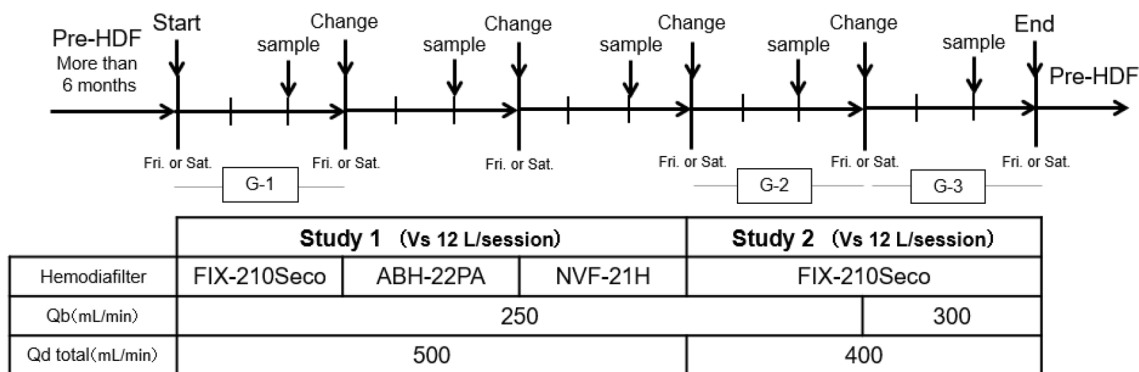 Pre-HDF
More than
6 months
Start
sample
Change
sample
Change
sample
Change
sample
Change
sample
End
Pre-HDF
Fri. or Sat.
Fri. or Sat.
Fri. or Sat.
Fri. or Sat.
Fri. or Sat.
Fri. or Sat.
G-1
G-2
G-3
Study 1 (Vs 12 L/session)
Study 2 (Vs 12 L/session)
Hemodiafilter
FIX-210Seco
ABH-22PA
NVF-21H
FIX-210Seco
Qb(mL/min)
250
300
Qd total(mL/min)
500
400